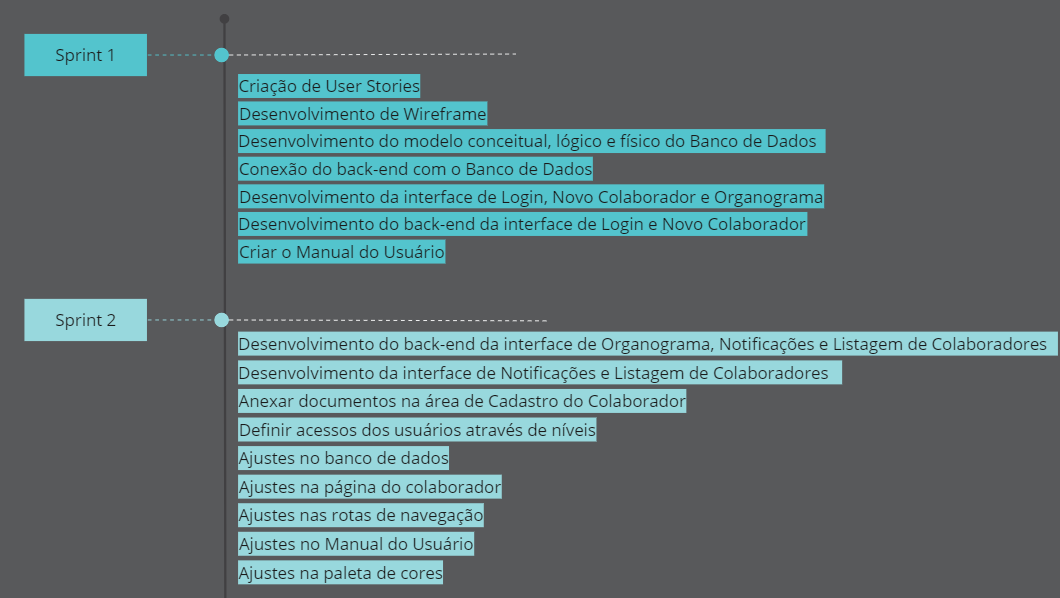 Sprint 1
Criação de User Stories
Desenvolvimento de Wireframe
Desenvolvimento do modelo conceitual, lógico e físico do Banco de Dados
Conexão do back-end com o Banco de Dados
Desenvolvimento da interface de Login, Novo Colaborador e Organograma
Desenvolvimento do back-end da interface de Login e Novo Colaborador
Criar o Manual do Usuário
Sprint 2
Desenvolvimento do back-end da interface de Organograma, Notificações e Listagem de Colaboradores
Desenvolvimento da interface de Notificações e Listagem de Colaboradores
Anexar documentos na área de Cadastro do Colaborador
Definir acessos dos usuários através de níveis
Ajustes no banco de dados
Ajustes na página do colaborador
Ajustes nas rotas de navegação
Ajustes no Manual do Usuário
Ajustes na paleta de cores